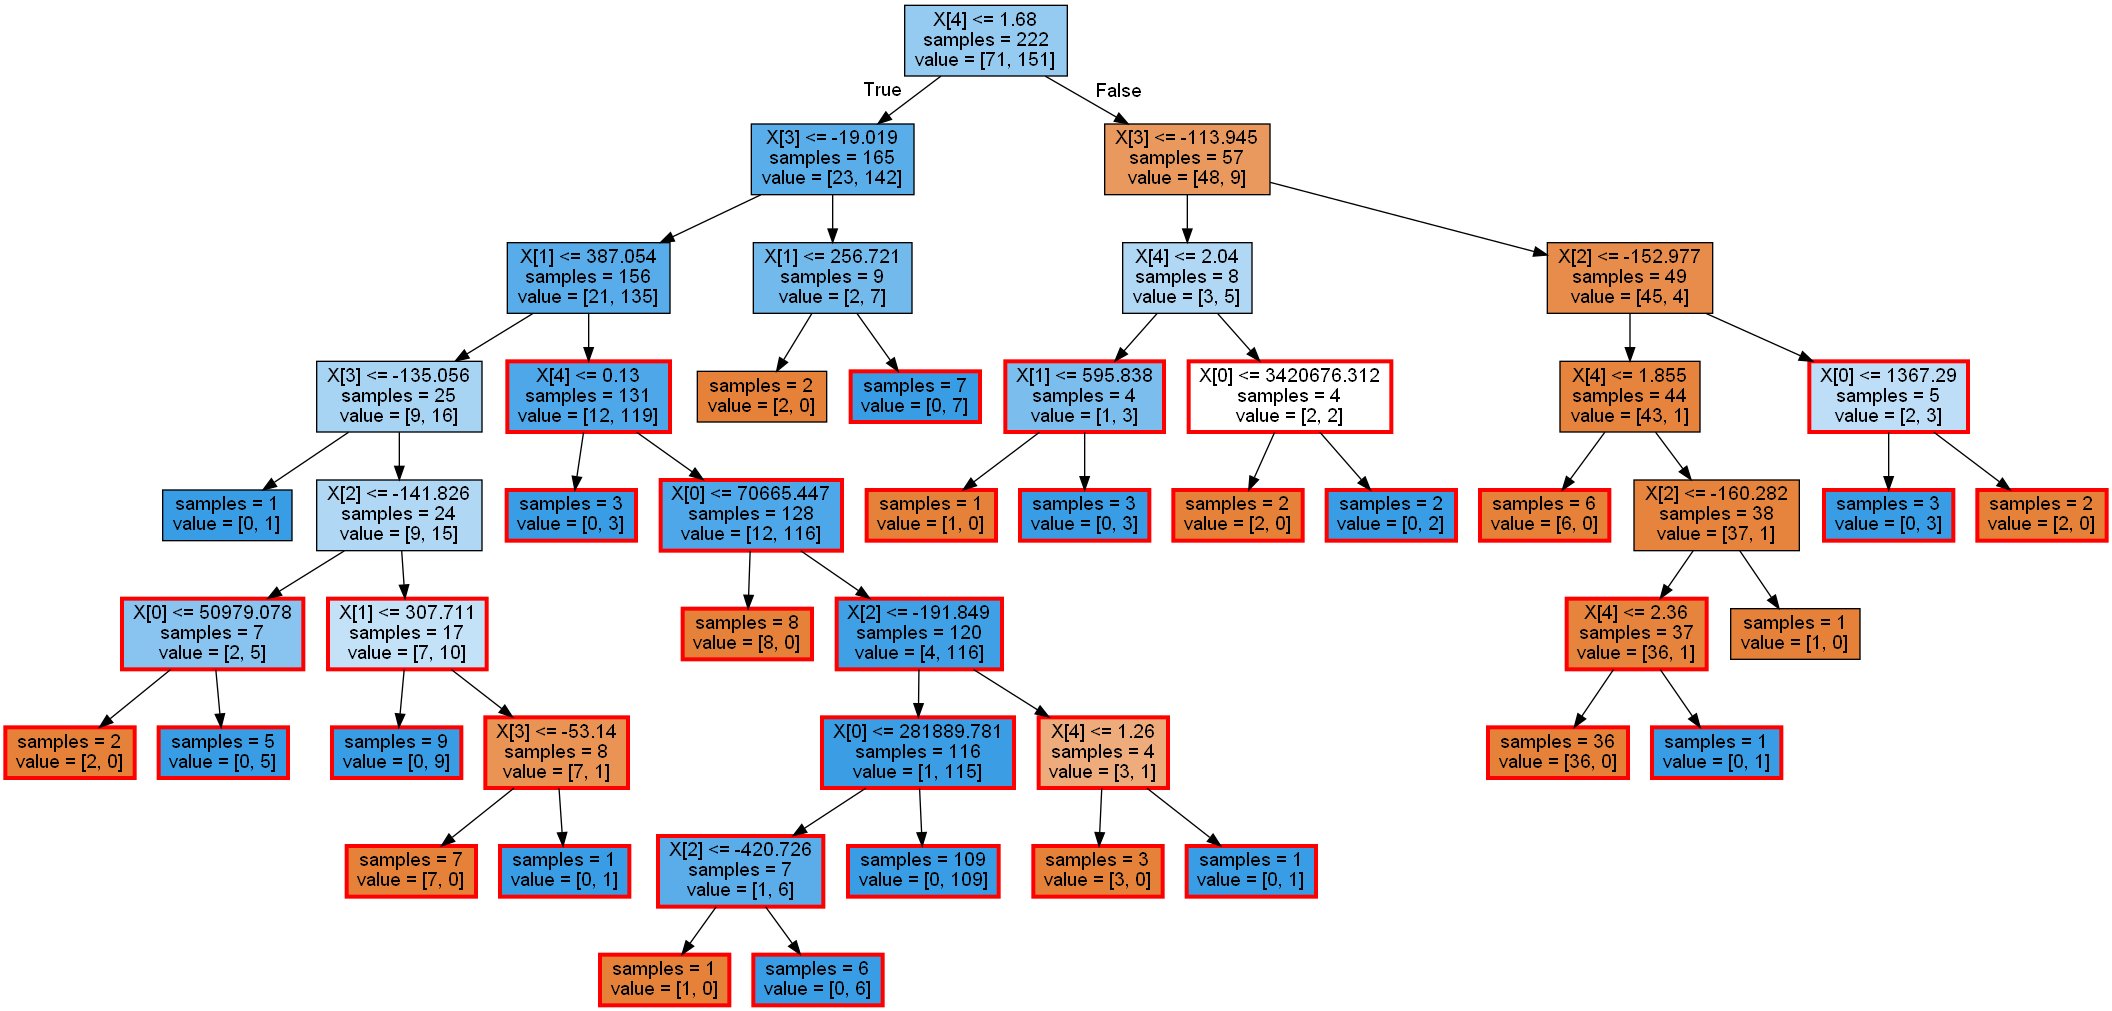 X[4] <= 1.68
samples = 222
value = [71, 151]
True
False
X[3] <= -19.019
samples = 165
value = [23, 142]
X[3] <= -113.945
samples = 57
value = [48, 9]
X[1] <= 387.054
samples = 156
value = [21, 135]
X[1] <= 256.721
samples = 9
value = [2, 7]
X[4] <= 2.04
samples = 8
value = [3, 5]
X[2] <= -152.977
samples = 49
value = [45, 4]
X[3] <= -135.056
samples = 25
value = [9, 16]
X[4] <= 0.13
samples = 131
value = [12, 119]
samples = 2
value = [2, 0]
samples = 7
value = [0, 7]
X[1] <= 595.838
samples = 4
value = [1, 3]
X[0] <= 3420676.312
samples = 4
value = [2, 2]
X[4] <= 1.855
samples = 44
value = [43, 1]
X[0] <= 1367.29
samples = 5
value = [2, 3]
samples = 1
value = [0, 1]
X[2] <= -141.826
samples = 24
value = [9, 15]
samples = 3
value = [0, 3]
X[0] <= 70665.447
samples = 128
value = [12, 116]
samples = 1
value = [1, 0]
samples = 3
value = [0, 3]
samples = 2
value = [2, 0]
samples = 2
value = [0, 2]
samples = 6
value = [6, 0]
X[2] <= -160.282
samples = 38
value = [37, 1]
samples = 3
value = [0, 3]
samples = 2
value = [2, 0]
X[0] <= 50979.078
samples = 7
value = [2, 5]
X[1] <= 307.711
samples = 17
value = [7, 10]
samples = 8
value = [8, 0]
X[2] <= -191.849
samples = 120
value = [4, 116]
X[4] <= 2.36
samples = 37
value = [36, 1]
samples = 1
value = [1, 0]
samples = 2
value = [2, 0]
samples = 5
value = [0, 5]
samples = 9
value = [0, 9]
X[3] <= -53.14
samples = 8
value = [7, 1]
X[0] <= 281889.781
samples = 116
value = [1, 115]
X[4] <= 1.26
samples = 4
value = [3, 1]
samples = 36
value = [36, 0]
samples = 1
value = [0, 1]
samples = 7
value = [7, 0]
samples = 1
value = [0, 1]
X[2] <= -420.726
samples = 7
value = [1, 6]
samples = 109
value = [0, 109]
samples = 3
value = [3, 0]
samples = 1
value = [0, 1]
samples = 1
value = [1, 0]
samples = 6
value = [0, 6]